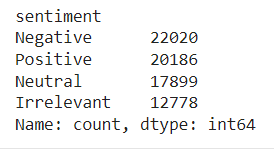 sentiment
Negative 22020
Positive 20186
Neutral 17899
Irrelevant 12778
Name: count, dtype: int64